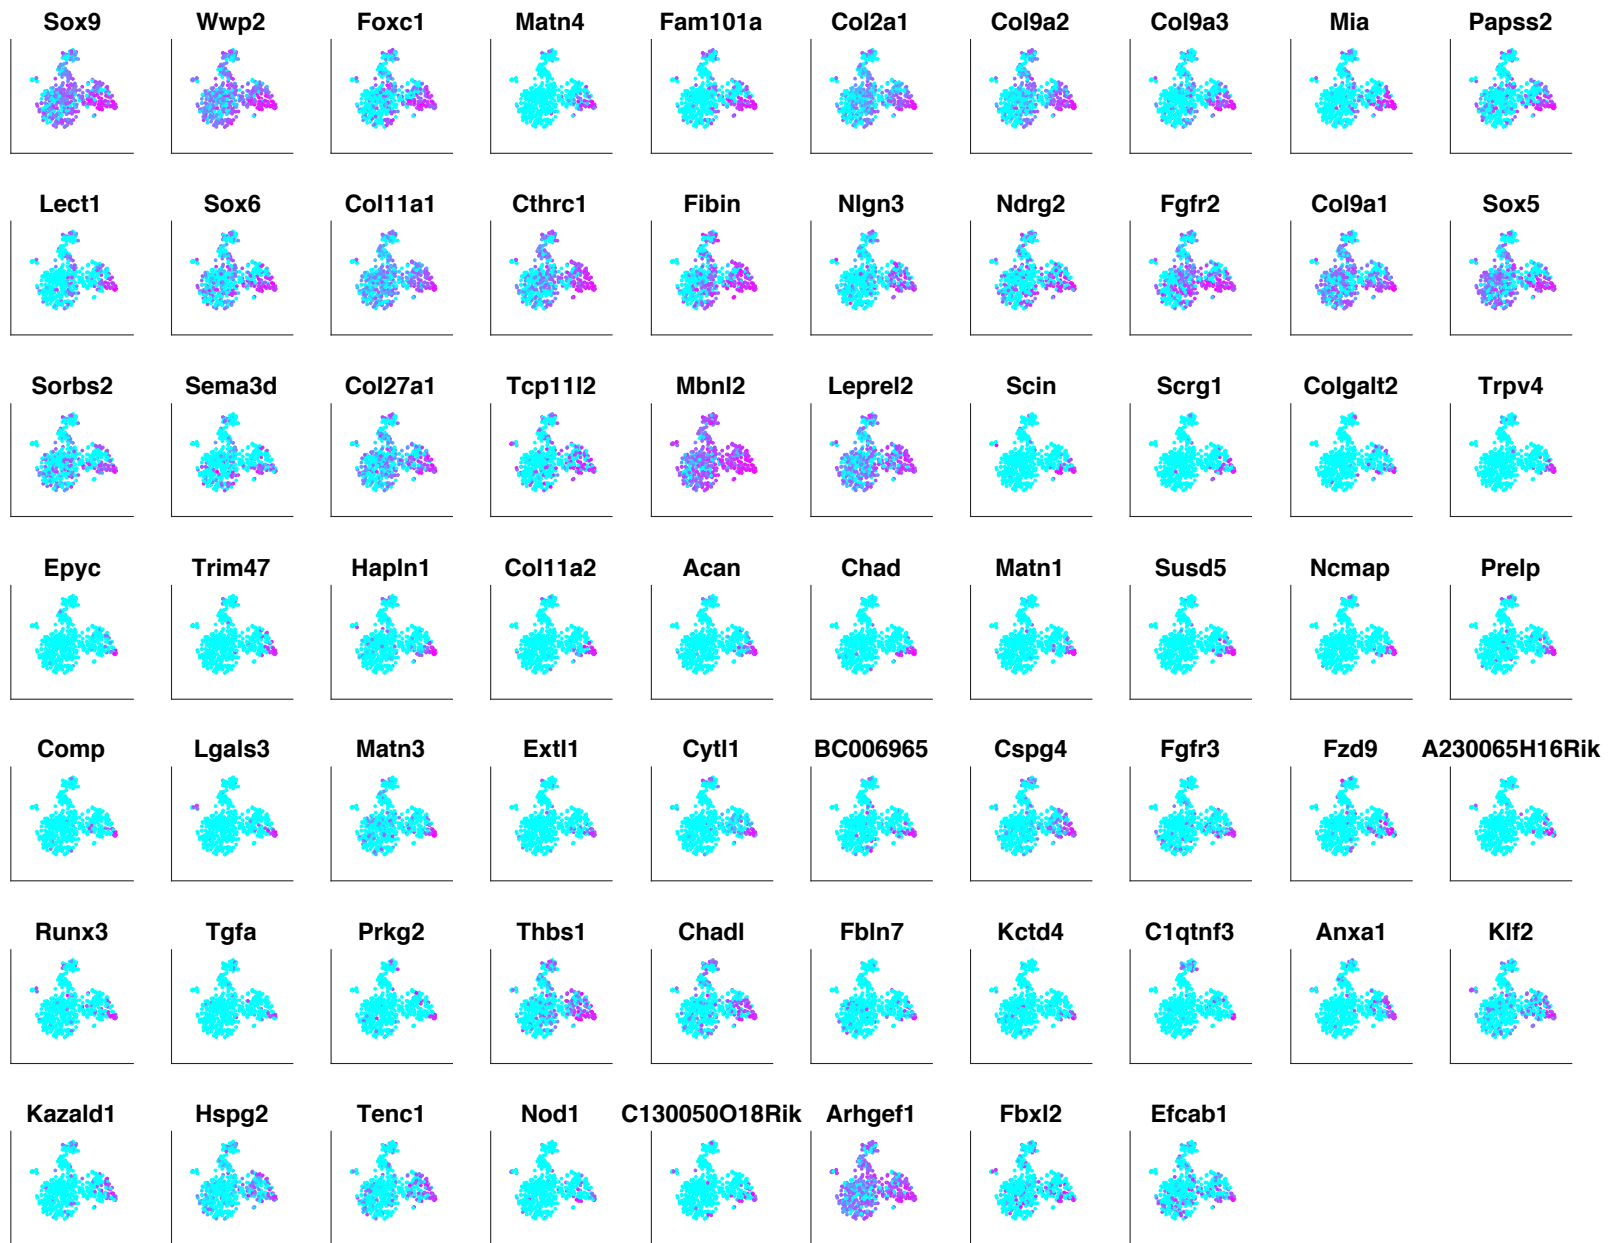 Sox9 Wwp2 Foxc1 Matn4 Fam101a Col2a1 Col9a2 Col9a3 Mia Papss2
Lect1 Sox6 Col11a1 Cthrc1 Fibin Nlgn3 Ndrg2 Fgfr2 Col9a1 Sox5
Sorbs2 Sema3d Col27a1 Tcp11l2 Mbnl2 Leprel2 Scin Scrg1 Colgalt2 Trpv4
Epyc Trim47 Hapln1 Col11a2 Acan Chad Matn1 Susd5 Ncmap Prelp
Comp Lgals3 Matn3 Extl1 Cytl1 BC006965 Cspg4 Fgfr3 Fzd9 A230065H16Rik
Runx3 Tgfa Prkg2 Thbs1 Chadl Fbln7 Kctd4 C1qtnf3 Anxa1 Klf2
Kazald1 Hspg2 Tenc1 Nod1 C130050O18Rik Arhgef1 Fbxl2 Efcab1